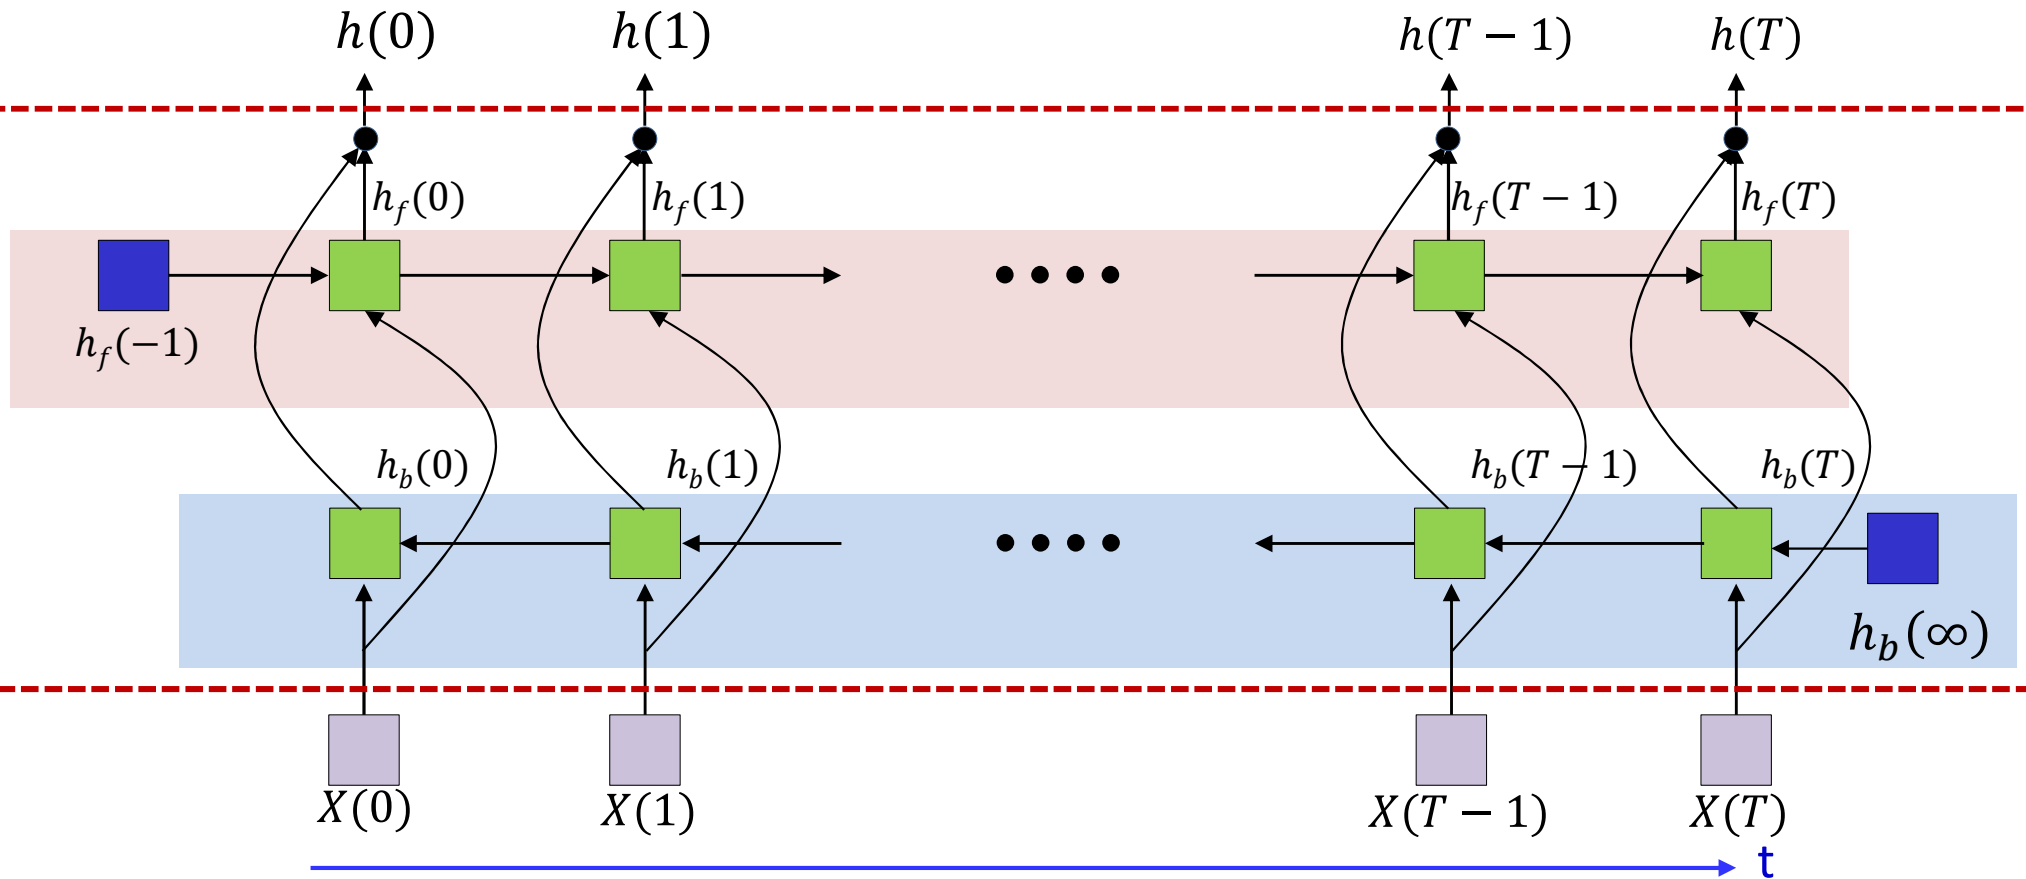 h(0) h(1) h(T − 1) h(T)
h_f(0) h_f(1) h_f(T − 1) h_f(T)
h_f(−1)
h_b(0) h_b(1) h_b(T − 1) h_b(T)
h_b(∞)
X(0) X(1) X(T − 1) X(T)
t